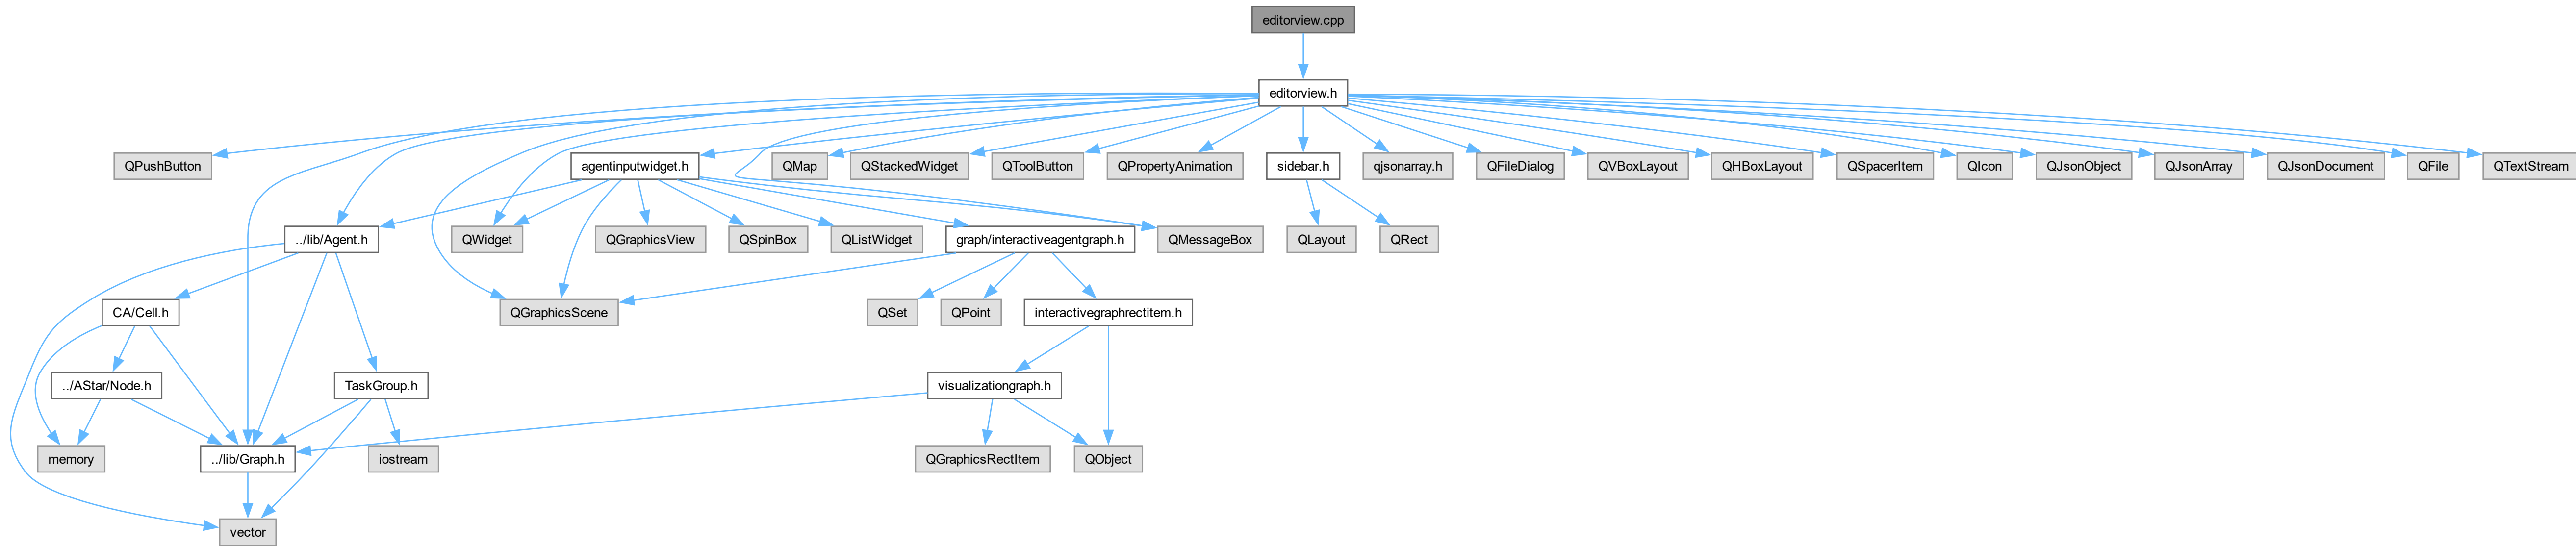 editorview.cpp
editorview.h
QPushButton
agentinputwidget.h
QMap
QStackedWidget
QToolButton
QPropertyAnimation
sidebar.h
qjsonarray.h
QFileDialog
QVBoxLayout
QHBoxLayout
QSpacerItem
QIcon
QJsonObject
QJsonArray
QJsonDocument
QFile
QTextStream
../lib/Agent.h
QWidget
QGraphicsView
QSpinBox
QListWidget
graph/interactiveagentgraph.h
QMessageBox
QLayout
QRect
CA/Cell.h
QGraphicsScene
QSet
QPoint
interactivegraphrectitem.h
../AStar/Node.h
TaskGroup.h
visualizationgraph.h
memory
../lib/Graph.h
iostream
QGraphicsRectItem
QObject
vector